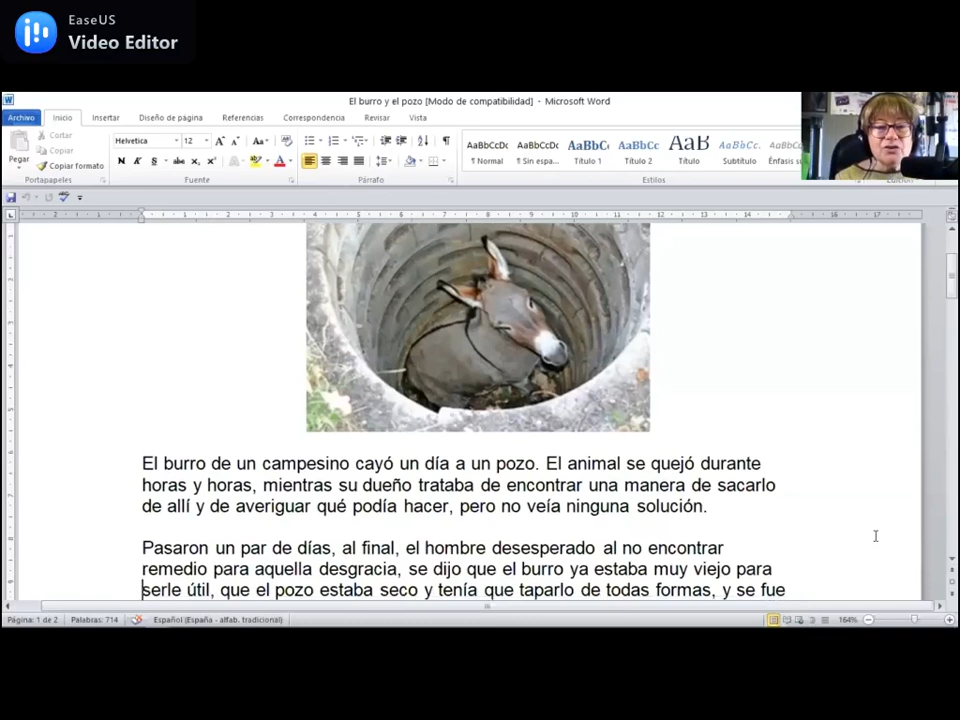 EaseUS
Video Editor
El burro y el pozo [Modo de compatibilidad] - Microsoft Word
Archivo Inicio Insertar Diseño de página Referencias Correspondencia Revisar Vista
Pegar
Cortar
Copiar
Copiar formato
Portapapeles
Helvetica 12
Fuente
Párrafo
AaBbCcDc AaBbCcDc AaBbC AaBbCc AaB AaBbCc.
¶ Normal ¶ Sin espa... Título 1 Título 2 Título Subtítulo Énfasis
Estilos
El burro de un campesino cayó un día a un pozo. El animal se quejó durante
horas y horas, mientras su dueño trataba de encontrar una manera de sacarlo
de allí y de averiguar qué podía hacer, pero no veía ninguna solución.
Pasaron un par de días, al final, el hombre desesperado al no encontrar
remedio para aquella desgracia, se dijo que el burro ya estaba muy viejo para
serle útil, que el pozo estaba seco y tenía que taparlo de todas formas, y se fue
Página: 1 de 2 Palabras: 714 Español (España - alfab. tradicional) 164%